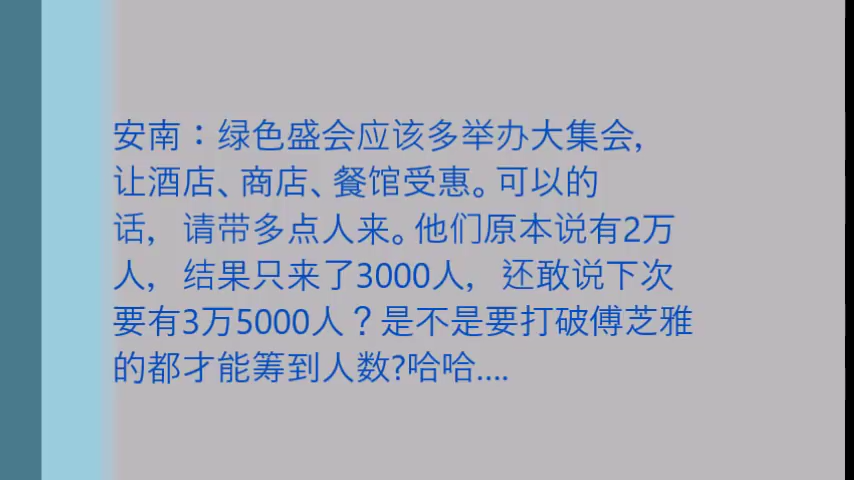 安南：绿色盛会应该多举办大集会,
让酒店、商店、餐馆受惠。可以的
话, 请带多点人来。他们原本说有2万
人, 结果只来了3000人, 还敢说下次
要有3万5000人？是不是要打破傅芝雅
的都才能筹到人数?哈哈....